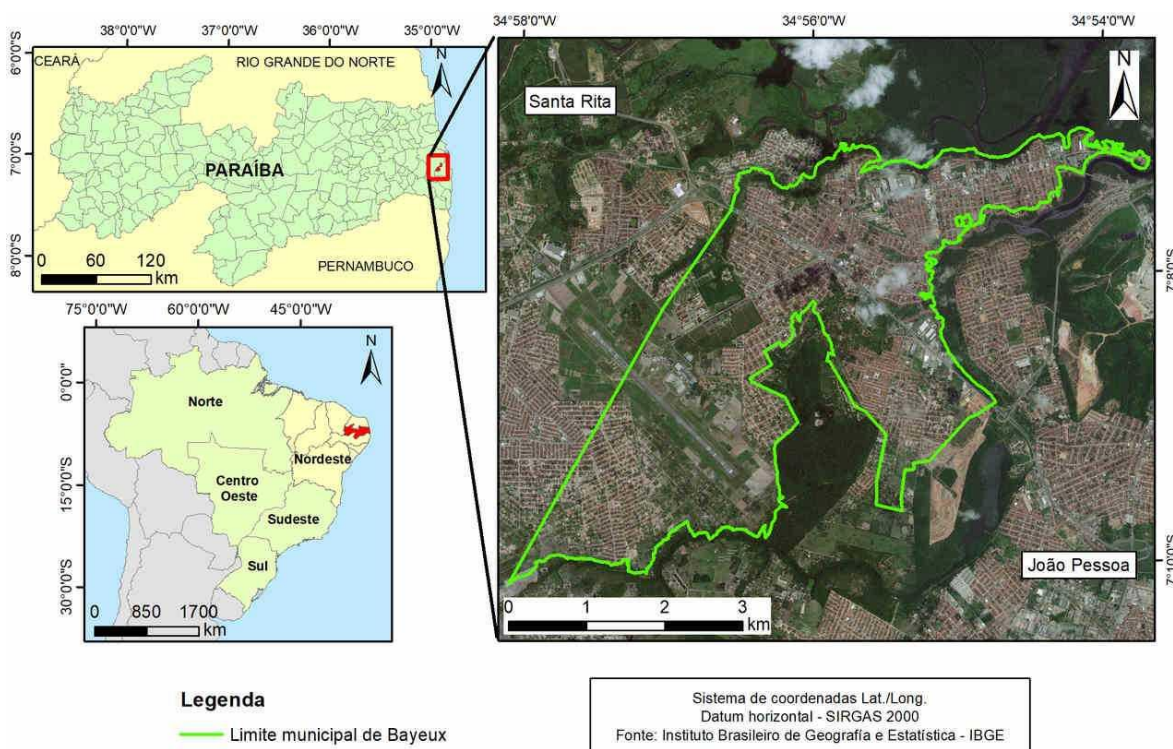 38°0'0"W 37°0'0"W 36°0'0"W 35°0'0"W
6°0'0"S
7°0'0"S
8°0'0"S
CEARÁ
RIO GRANDE DO NORTE
N
PARAÍBA
PERNAMBUCO
0 60 120
km
75°0'0"W 60°0'0"W 45°0'0"W
0°0'0"
15°0'0"S
30°0'0"S
N
Norte
Nordeste
Centro
Oeste
Sudeste
Sul
0 850 1700
km
34°58'0"W 34°56'0"W 34°54'0"W
7°8'0"S
7°10'0"S
Santa Rita
N
João Pessoa
0 1 2 3
km
Legenda
Limite municipal de Bayeux
Sistema de coordenadas Lat./Long.
Datum horizontal - SIRGAS 2000
Fonte: Instituto Brasileiro de Geografía e Estatística - IBGE